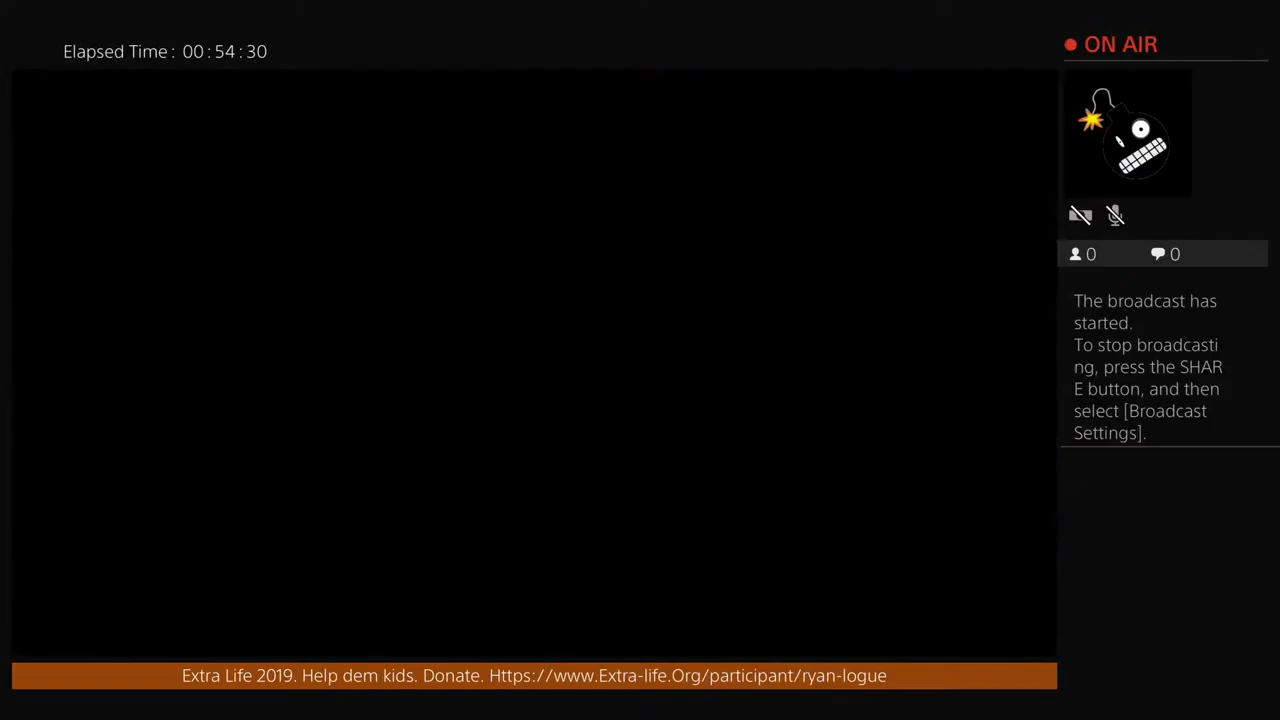 Elapsed Time : 00 : 54 : 30
ON AIR
0 0
The broadcast has
started.
To stop broadcasti
ng, press the SHAR
E button, and then
select [Broadcast
Settings].
Extra Life 2019. Help dem kids. Donate. Https://www.Extra-life.Org/participant/ryan-logue